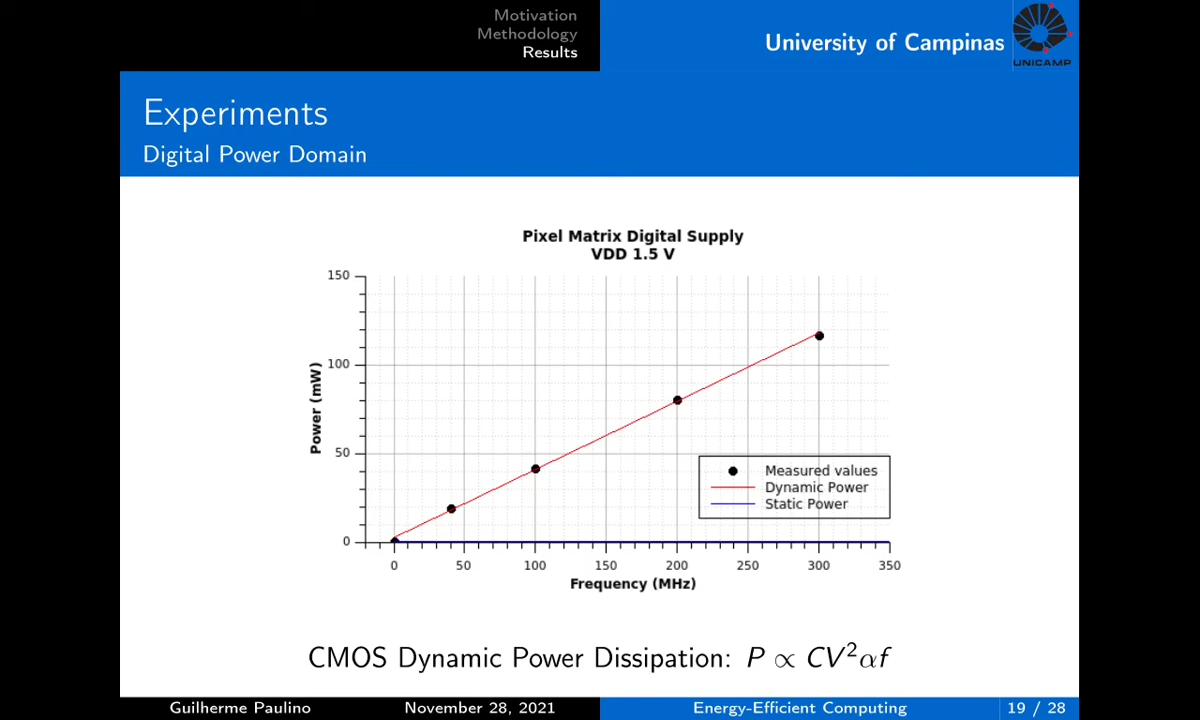 Motivation
Methodology
Results
University of Campinas
UNICAMP
Experiments
Digital Power Domain
Pixel Matrix Digital Supply
VDD 1.5 V
150
100
50
0
Power (mW)
Measured values
Dynamic Power
Static Power
0 50 100 150 200 250 300 350
Frequency (MHz)
CMOS Dynamic Power Dissipation: P ∝ CV²αf
Guilherme Paulino November 28, 2021 Energy-Efficient Computing 19 / 28